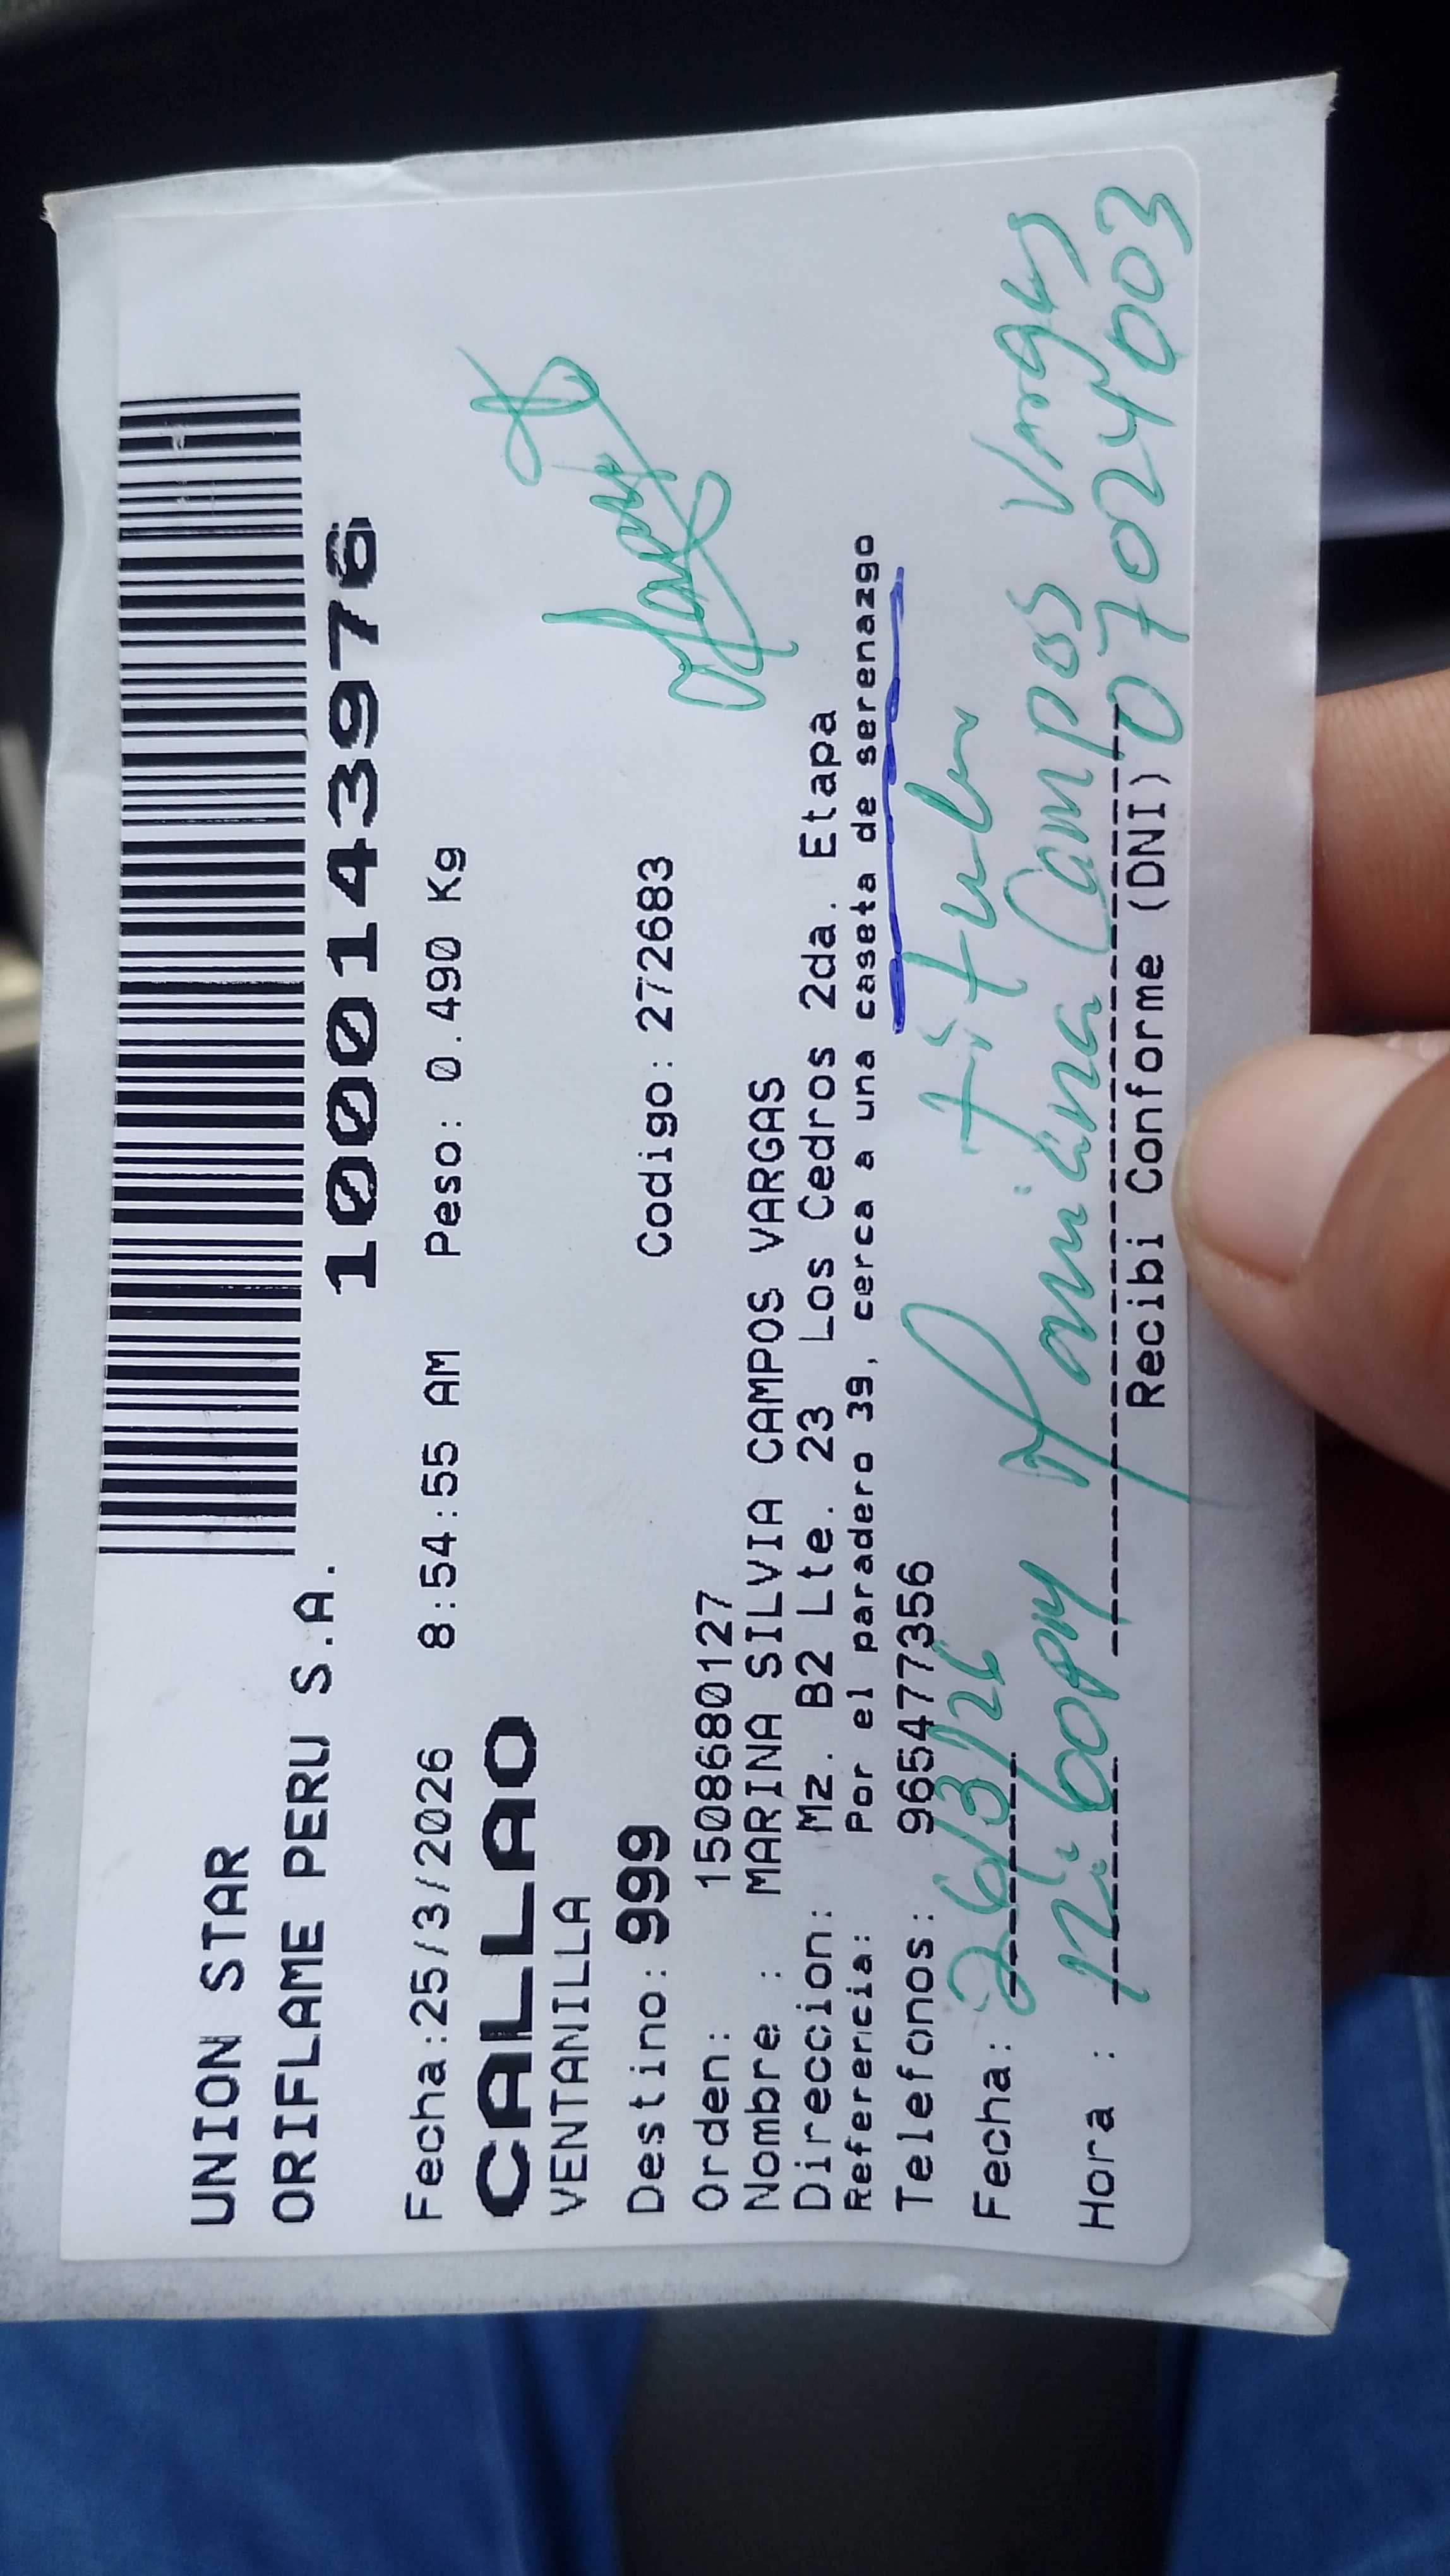 UNION STAR
ORIFLAME PERU S.A.
1000143976
Fecha:25/3/2026 8:54:55 AM Peso: 0.490 Kg
CALLAO
VENTANILLA
Destino: 999 Codigo: 272683
Orden: 1508680127
Nombre : MARINA SILVIA CAMPOS VARGAS
Direccion: Mz. B2 Lte. 23 Los Cedros 2da. Etapa
Referencia: Por el paradero 39, cerca a una caseta de serenazgo
Telefonos: 965477356
titular
Fecha: 26/3/26
Marina Campos Vargas
Hora : 12:00PM
Recibi Conforme (DNI) 07024003